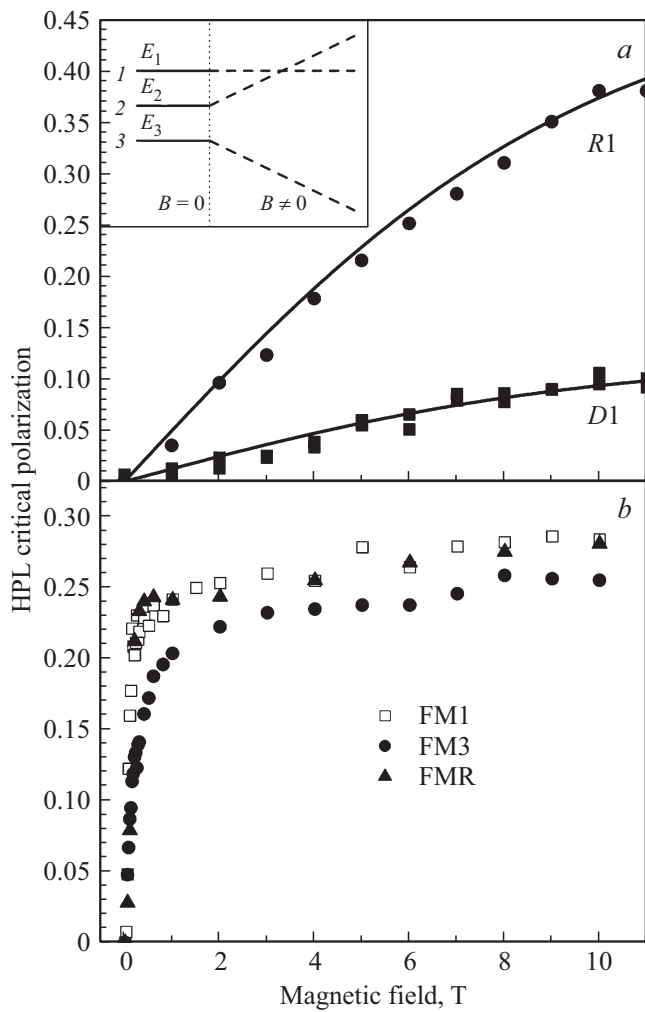 a
0.45
0.40
0.35
0.30
0.25
0.20
0.15
0.10
0.05
0
E1
1
E2
2
E3
3
B = 0
B ≠ 0
R1
D1
HPL critical polarization
b
0.30
0.25
0.20
0.15
0.10
0.05
0
FM1
FM3
FMR
0 2 4 6 8 10
Magnetic field, T